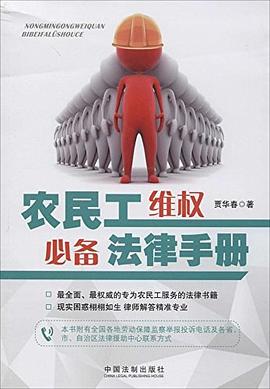 NONGMINGONGWEIQUAN
BIBEIFALÜSHOUCE
农民工维权
贾华春 著
必备法律手册
最全面、最权威的专为农民工服务的法律书籍
现实困惑栩栩如生 律师解答精准专业
本书附有全国各地劳动保障监察举报投诉电话及各省、
市、自治区法律援助中心联系方式
中国法制出版社
CHINA LEGAL PUBLISHING HOUSE